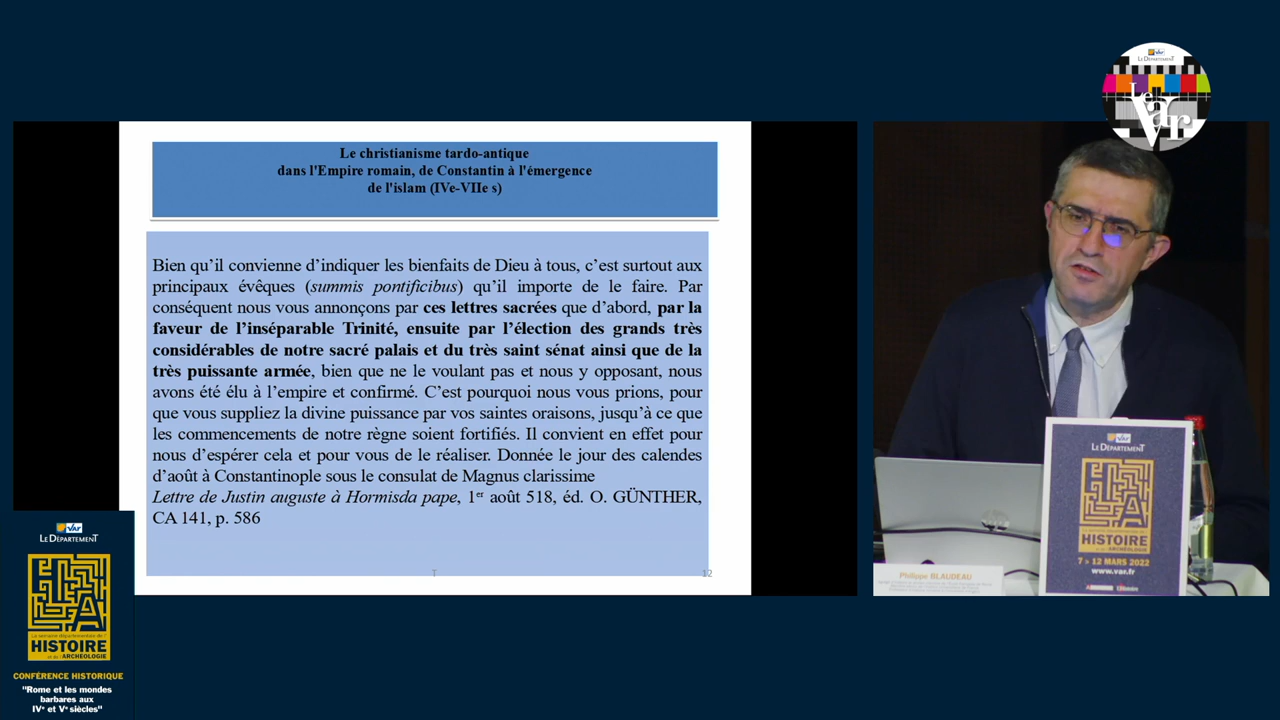 VAR
LE DÉPARTEMENT
Le
Var
Le christianisme tardo-antique
dans l'Empire romain, de Constantin à l'émergence
de l'islam (IVe-VIIe s)
Bien qu’il convienne d’indiquer les bienfaits de Dieu à tous, c’est surtout aux
principaux évêques (summis pontificibus) qu’il importe de le faire. Par
conséquent nous vous annonçons par ces lettres sacrées que d’abord, par la
faveur de l’inséparable Trinité, ensuite par l’élection des grands très
considérables de notre sacré palais et du très saint sénat ainsi que de la
très puissante armée, bien que ne le voulant pas et nous y opposant, nous
avons été élu à l’empire et confirmé. C’est pourquoi nous vous prions, pour
que vous suppliez la divine puissance par vos saintes oraisons, jusqu’à ce que
les commencements de notre règne soient fortifiés. Il convient en effet pour
nous d’espérer cela et pour vous de le réaliser. Donnée le jour des calendes
d’août à Constantinople sous le consulat de Magnus clarissime
Lettre de Justin auguste à Hormisda pape, 1er août 518, éd. O. GÜNTHER,
CA 141, p. 586
T
12
VAR
LE DÉPARTEMENT
HISTOIRE
7 > 12 MARS 2022
www.var.fr
Philippe BLAUDEAU
VAR
LE DÉPARTEMENT
La semaine départementale de l'
HISTOIRE
et de l'ARCHÉOLOGIE
CONFÉRENCE HISTORIQUE
"Rome et les mondes
barbares aux
IVe et Ve siècles"